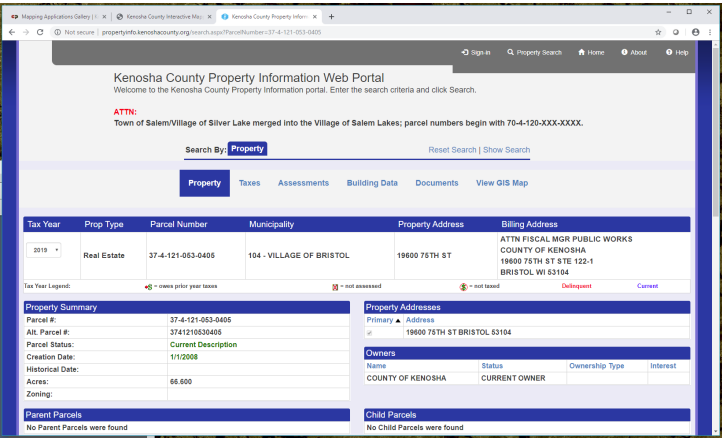 Mapping Applications Gallery |
Kenosha County Interactive Map
Kenosha County Property Inform
Not secure | propertyinfo.kenoshacounty.org/search.aspx?ParcelNumber=37-4-121-053-0405
Sign-in Property Search Home About Help
Kenosha County Property Information Web Portal
Welcome to the Kenosha County Property Information portal. Enter the search criteria and click Search.
ATTN:
Town of Salem/Village of Silver Lake merged into the Village of Salem Lakes; parcel numbers begin with 70-4-120-XXX-XXXX.
Search By: Property Reset Search | Show Search
Property Taxes Assessments Building Data Documents View GIS Map
Tax Year Prop Type Parcel Number Municipality Property Address Billing Address
2019 Real Estate 37-4-121-053-0405 104 - VILLAGE OF BRISTOL 19600 75TH ST
ATTN FISCAL MGR PUBLIC WORKS
COUNTY OF KENOSHA
19600 75TH ST STE 122-1
BRISTOL WI 53104
Tax Year Legend: = owes prior year taxes = not assessed = not taxed Delinquent Current
Property Summary
Parcel #: 37-4-121-053-0405
Alt. Parcel #: 3741210530405
Parcel Status: Current Description
Creation Date: 1/1/2008
Historical Date:
Acres: 66.600
Zoning:
Property Addresses
Primary ▲ Address
19600 75TH ST BRISTOL 53104
Owners
Name Status Ownership Type Interest
COUNTY OF KENOSHA CURRENT OWNER
Parent Parcels
No Parent Parcels were found
Child Parcels
No Child Parcels were found